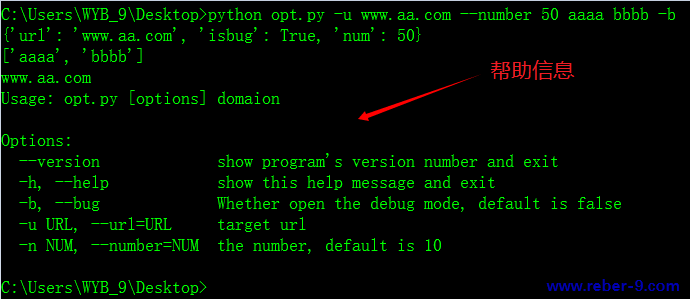 C:\Users\WYB_9\Desktop>python opt.py -u www.aa.com --number 50 aaaa bbbb -b
{'url': 'www.aa.com', 'isbug': True, 'num': 50}
['aaaa', 'bbbb']
www.aa.com
帮助信息
Usage: opt.py [options] domaion
Options:
--version show program's version number and exit
-h, --help show this help message and exit
-b, --bug Whether open the debug mode, default is false
-u URL, --url=URL target url
-n NUM, --number=NUM the number, default is 10
C:\Users\WYB_9\Desktop>
www.reber-9.com